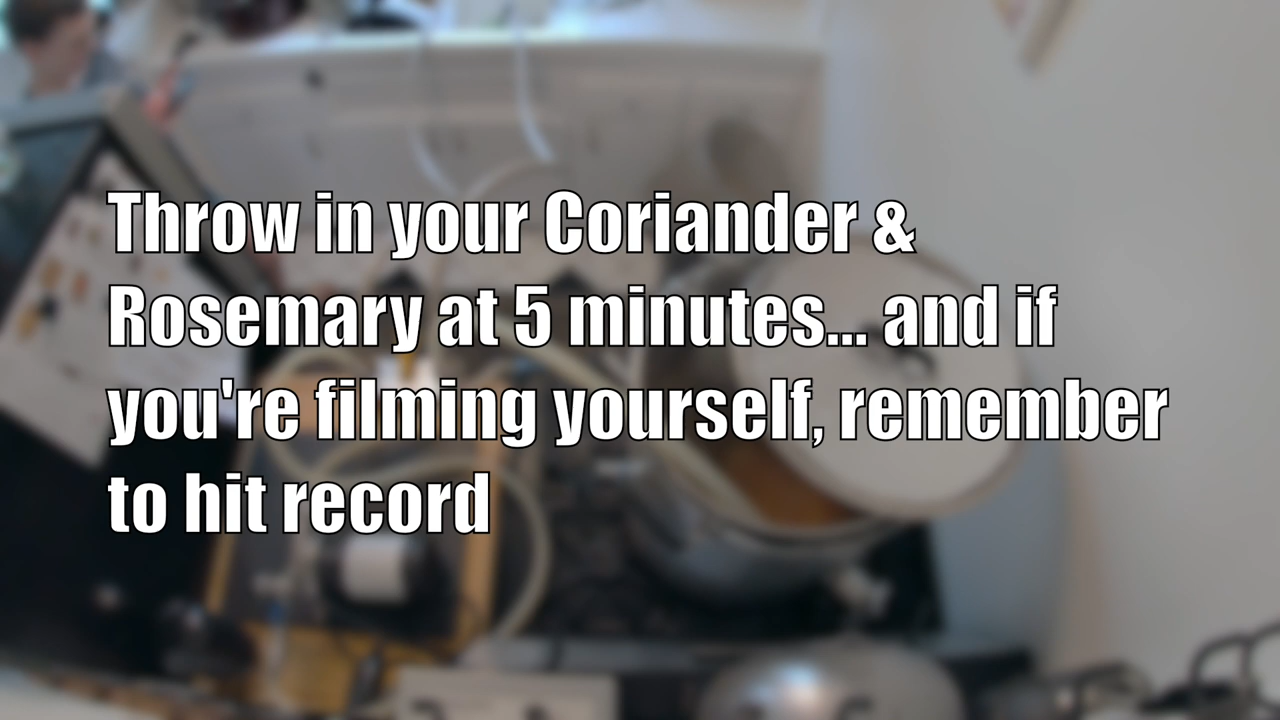 Throw in your Coriander &
Rosemary at 5 minutes... and if
you're filming yourself, remember
to hit record